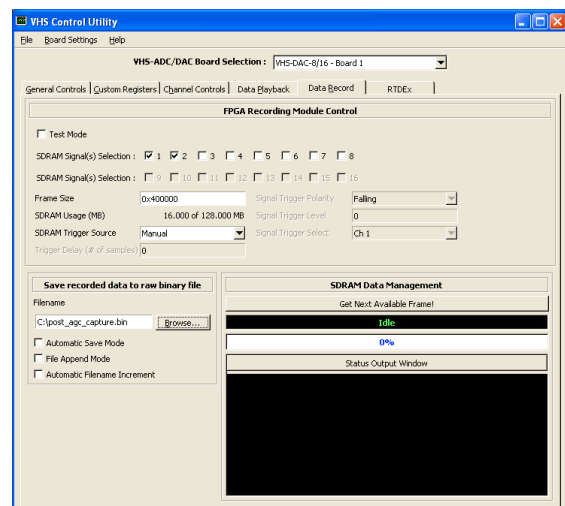 VHS Control Utility
File Board Settings Help
VHS-ADC/DAC Board Selection : VHS-DAC-8/16 - Board 1
General Controls Custom Registers Channel Controls Data Playback Data Record RTDEx
FPGA Recording Module Control
Test Mode
SDRAM Signal(s) Selection : 1 2 3 4 5 6 7 8
SDRAM Signal(s) Selection : 9 10 11 12 13 14 15 16
Frame Size 0x400000 Signal Trigger Polarity Falling
SDRAM Usage (MB) 16.000 of 128.000 MB Signal Trigger Level 0
SDRAM Trigger Source Manual Signal Trigger Select Ch 1
Trigger Delay (# of samples) 0
Save recorded data to raw binary file
Filename
C:\post_agc_capture.bin Browse...
Automatic Save Mode
File Append Mode
Automatic Filename Increment
SDRAM Data Management
Get Next Available Frame!
Idle
0%
Status Output Window